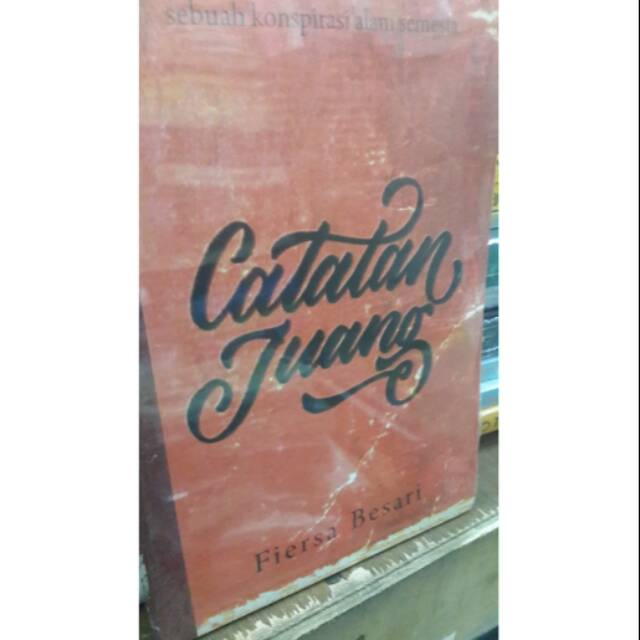 sebuah konspirasi alam semesta
Catatan
Juang
Fiersa Besari